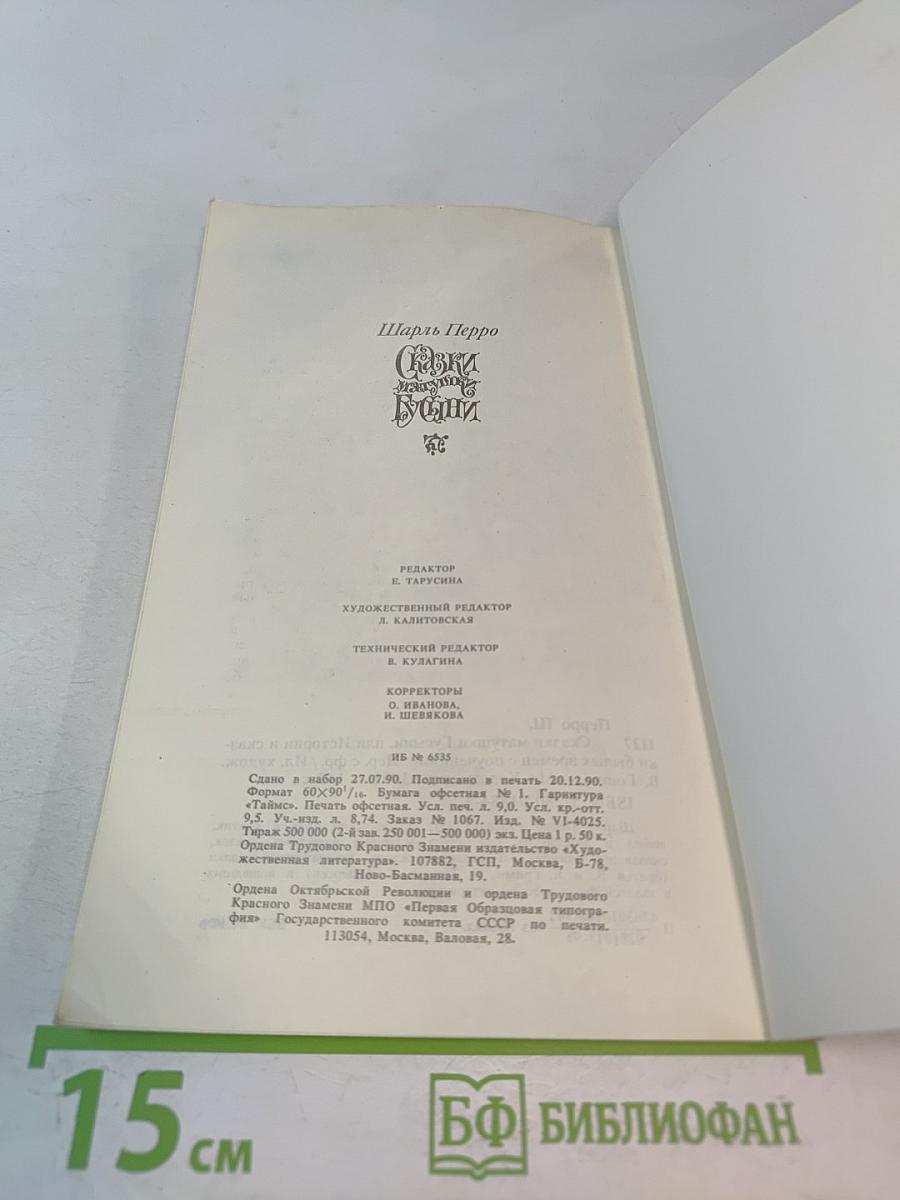 Шарль Перро
Сказки
матушки
Гусыни
РЕДАКТОР
Е. ТАРУСИНА
ХУДОЖЕСТВЕННЫЙ РЕДАКТОР
Л. КАЛИТОВСКАЯ
ТЕХНИЧЕСКИЙ РЕДАКТОР
В. КУЛАГИНА
КОРРЕКТОРЫ
О. ИВАНОВА,
И. ШЕВЯКОВА
ИБ № 6535
Сдано в набор 27.07.90. Подписано в печать 20.12.90.
Формат 60×90¹/₁₆. Бумага офсетная № 1. Гарнитура
«Таймс». Печать офсетная. Усл. печ. л. 9,0. Усл. кр.-отт.
9,5. Уч.-изд. л. 8,74. Заказ № 1067. Изд. № VI-4025.
Тираж 500 000 (2-й зав. 250 001—500 000) экз. Цена 1 р. 50 к.
Ордена Трудового Красного Знамени издательство «Худо-
жественная литература». 107882, ГСП, Москва, Б-78,
Ново-Басманная, 19.
Ордена Октябрьской Революции и ордена Трудового
Красного Знамени МПО «Первая Образцовая типогра-
фия» Государственного комитета СССР по печати.
113054, Москва, Валовая, 28.
15 см
БФ БИБЛИОФАН